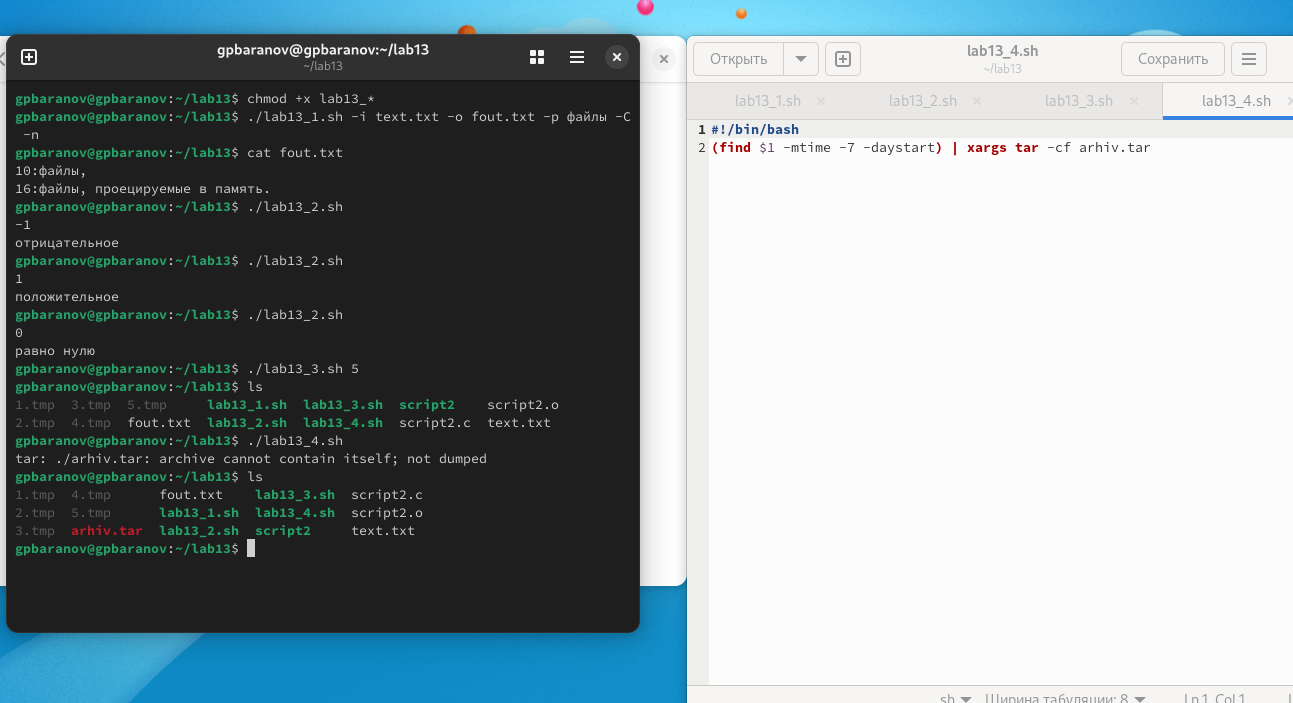 gpbaranov@gpbaranov:~/lab13
~/lab13
gpbaranov@gpbaranov:~/lab13$ chmod +x lab13_*
gpbaranov@gpbaranov:~/lab13$ ./lab13_1.sh -i text.txt -o fout.txt -p файлы -C
 -n
gpbaranov@gpbaranov:~/lab13$ cat fout.txt
10:файлы,
16:файлы, проецируемые в память.
gpbaranov@gpbaranov:~/lab13$ ./lab13_2.sh
-1
отрицательное
gpbaranov@gpbaranov:~/lab13$ ./lab13_2.sh
1
положительное
gpbaranov@gpbaranov:~/lab13$ ./lab13_2.sh
0
равно нулю
gpbaranov@gpbaranov:~/lab13$ ./lab13_3.sh 5
gpbaranov@gpbaranov:~/lab13$ ls
1.tmp  3.tmp  5.tmp     lab13_1.sh  lab13_3.sh  script2    script2.o
2.tmp  4.tmp  fout.txt  lab13_2.sh  lab13_4.sh  script2.c  text.txt
gpbaranov@gpbaranov:~/lab13$ ./lab13_4.sh
tar: ./arhiv.tar: archive cannot contain itself; not dumped
gpbaranov@gpbaranov:~/lab13$ ls
1.tmp  4.tmp      fout.txt    lab13_3.sh  script2.c
2.tmp  5.tmp      lab13_1.sh  lab13_4.sh  script2.o
3.tmp  arhiv.tar  lab13_2.sh  script2     text.txt
gpbaranov@gpbaranov:~/lab13$
Открыть
lab13_4.sh
~/lab13
Сохранить
lab13_1.sh
lab13_2.sh
lab13_3.sh
lab13_4.sh
1 #!/bin/bash
2 (find $1 -mtime -7 -daystart) | xargs tar -cf arhiv.tar
sh
Ширина табуляции: 8
Ln 1, Col 1